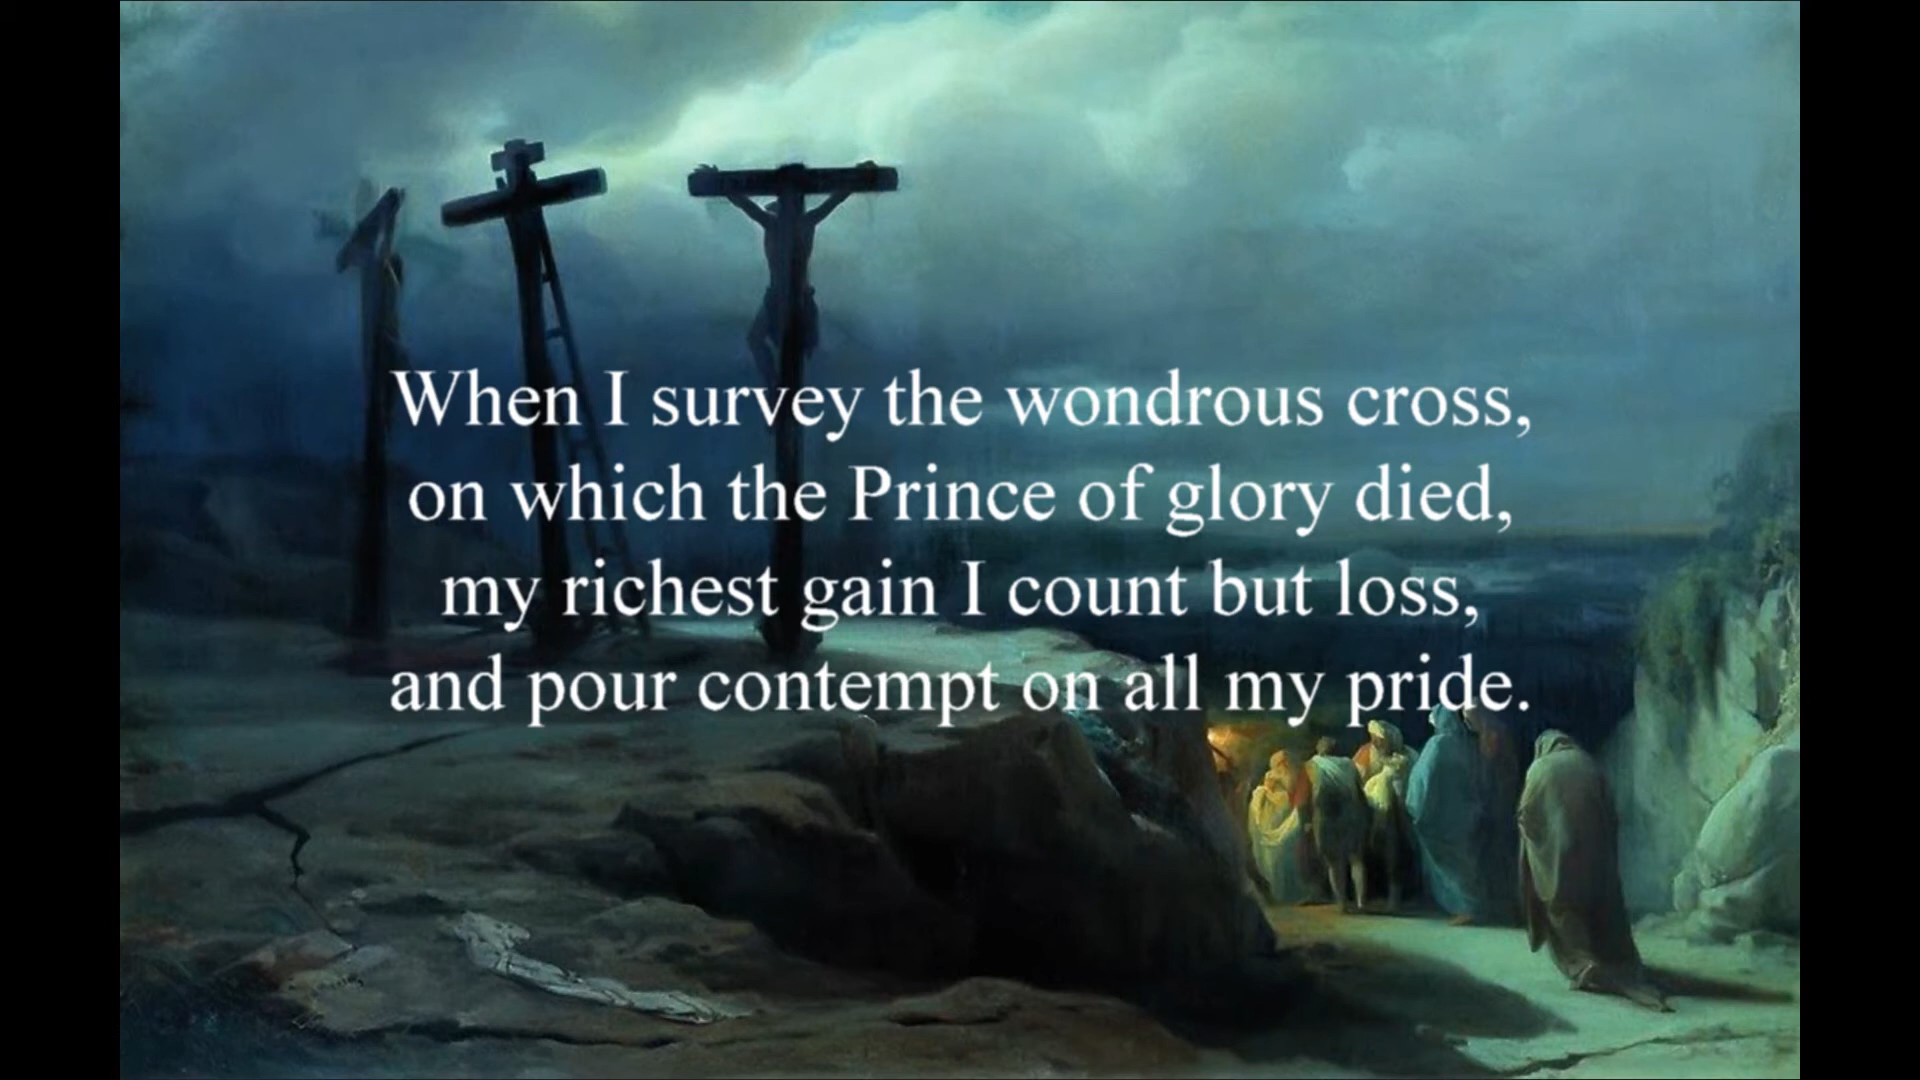 When I survey the wondrous cross,
on which the Prince of glory died,
my richest gain I count but loss,
and pour contempt on all my pride.